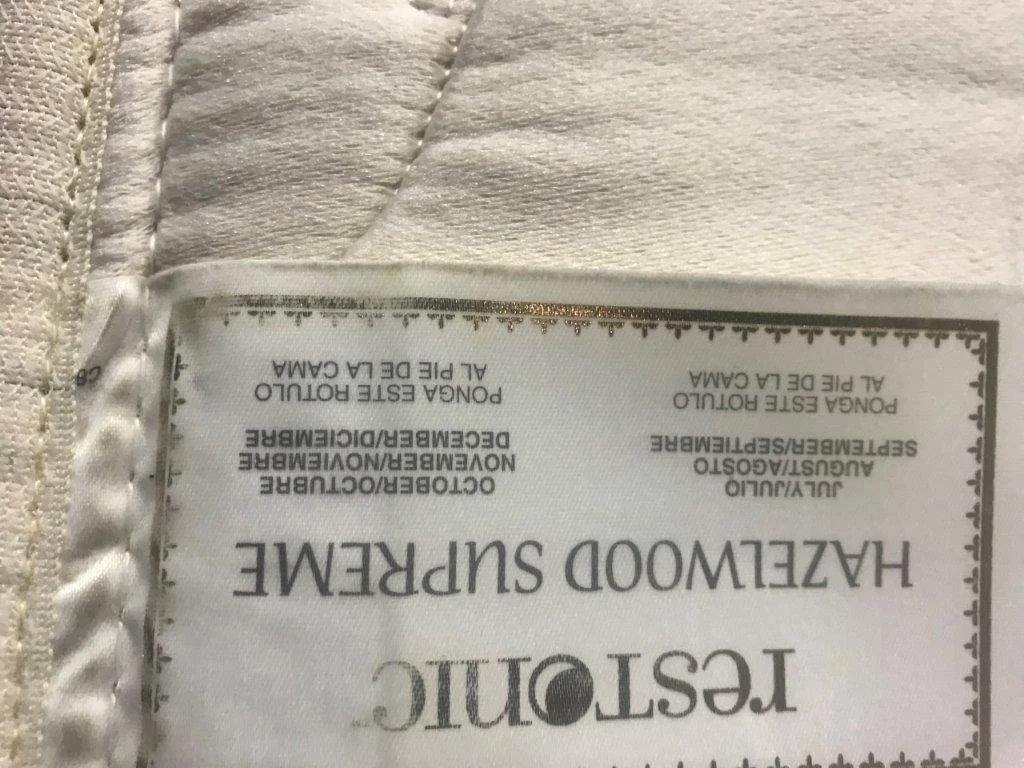 resTonic
HAZELWOOD SUPREME
JULY/JULIO
AUGUST/AGOSTO
SEPTEMBER/SEPTIEMBRE
PONGA ESTE ROTULO
AL PIE DE LA CAMA
OCTOBER/OCTUBRE
NOVEMBER/NOVIEMBRE
DECEMBER/DICIEMBRE
PONGA ESTE ROTULO
AL PIE DE LA CAMA